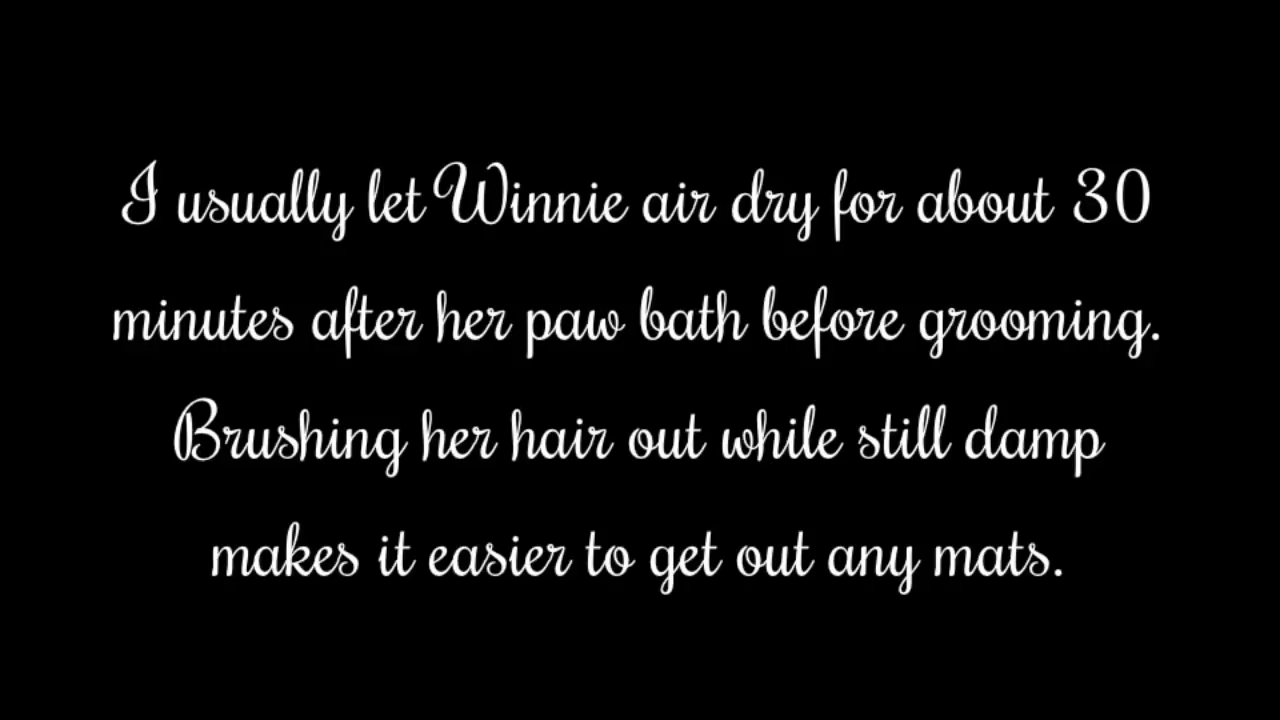 I usually let Winnie air dry for about 30
minutes after her paw bath before grooming.
Brushing her hair out while still damp
makes it easier to get out any mats.